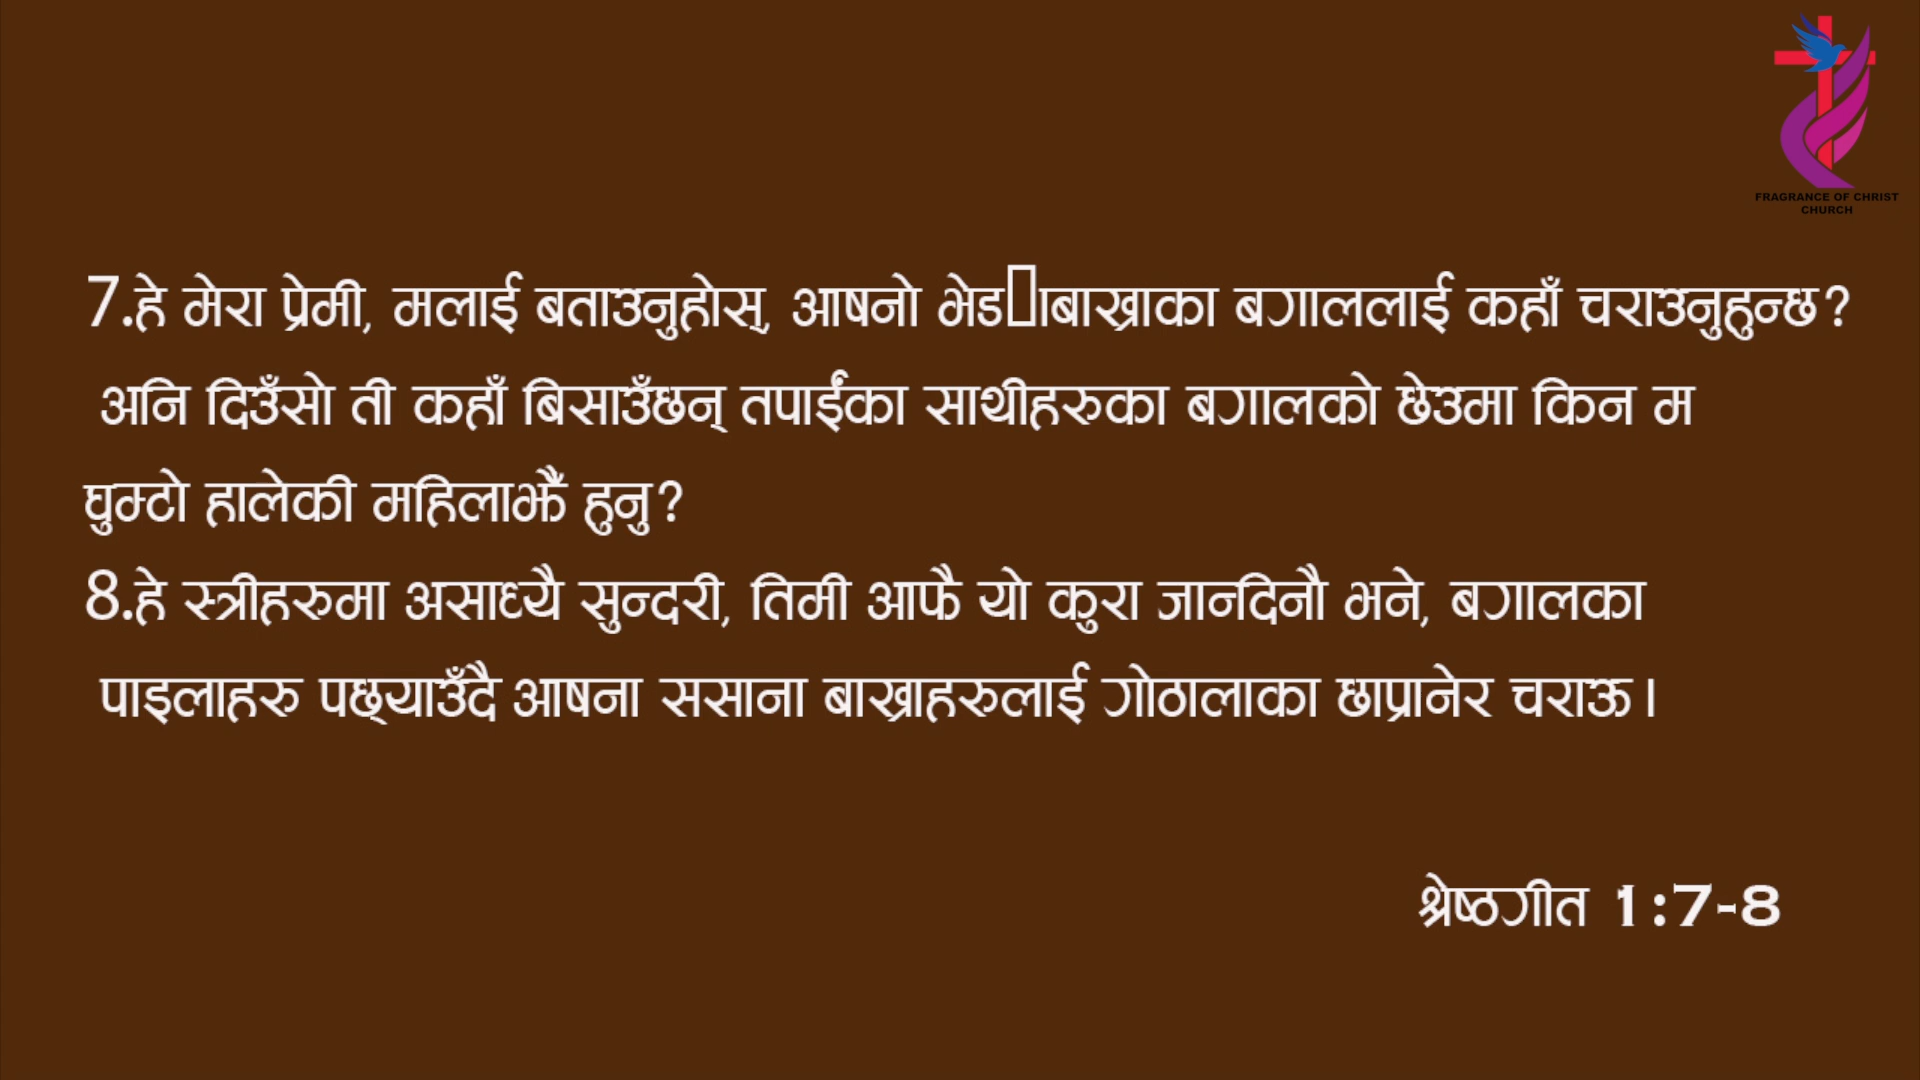 FRAGRANCE OF CHRIST
CHURCH
7.हे मेरा प्रेमी, मलाई बताउनुहोस्, आषनो भेड▯ाबाख्राका बगाललाई कहाँ चराउनुहुन्छ?
अनि दिउँसो ती कहाँ बिसाउँछन् तपाईंका साथीहरुका बगालको छेउमा किन म
घुम्टो हालेकी महिलाझैं हुनु?
8.हे स्त्रीहरुमा असाध्यै सुन्दरी, तिमी आफै यो कुरा जान्दिनौ भने, बगालका
पाइलाहरु पछ्याउँदै आषना ससाना बाख्राहरुलाई गोठालाका छाप्रानेर चराऊ।
श्रेष्ठगीत 1:7-8